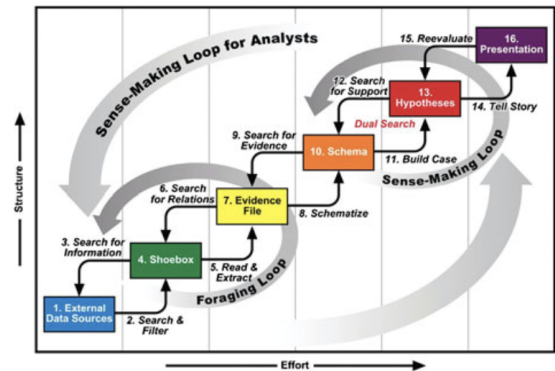 16.
Presentation
15. Reevaluate
Sense-Making Loop for Analysts
12. Search
for Support
13.
Hypotheses
14. Tell Story
Dual Search
9. Search for
Evidence
10. Schema
11. Build Case
Sense-Making Loop
6. Search
for Relations
7. Evidence
File
8. Schematize
3. Search for
Information
4. Shoebox
5. Read &
Extract
Foraging Loop
1. External
Data Sources
2. Search &
Filter
Structure
Effort